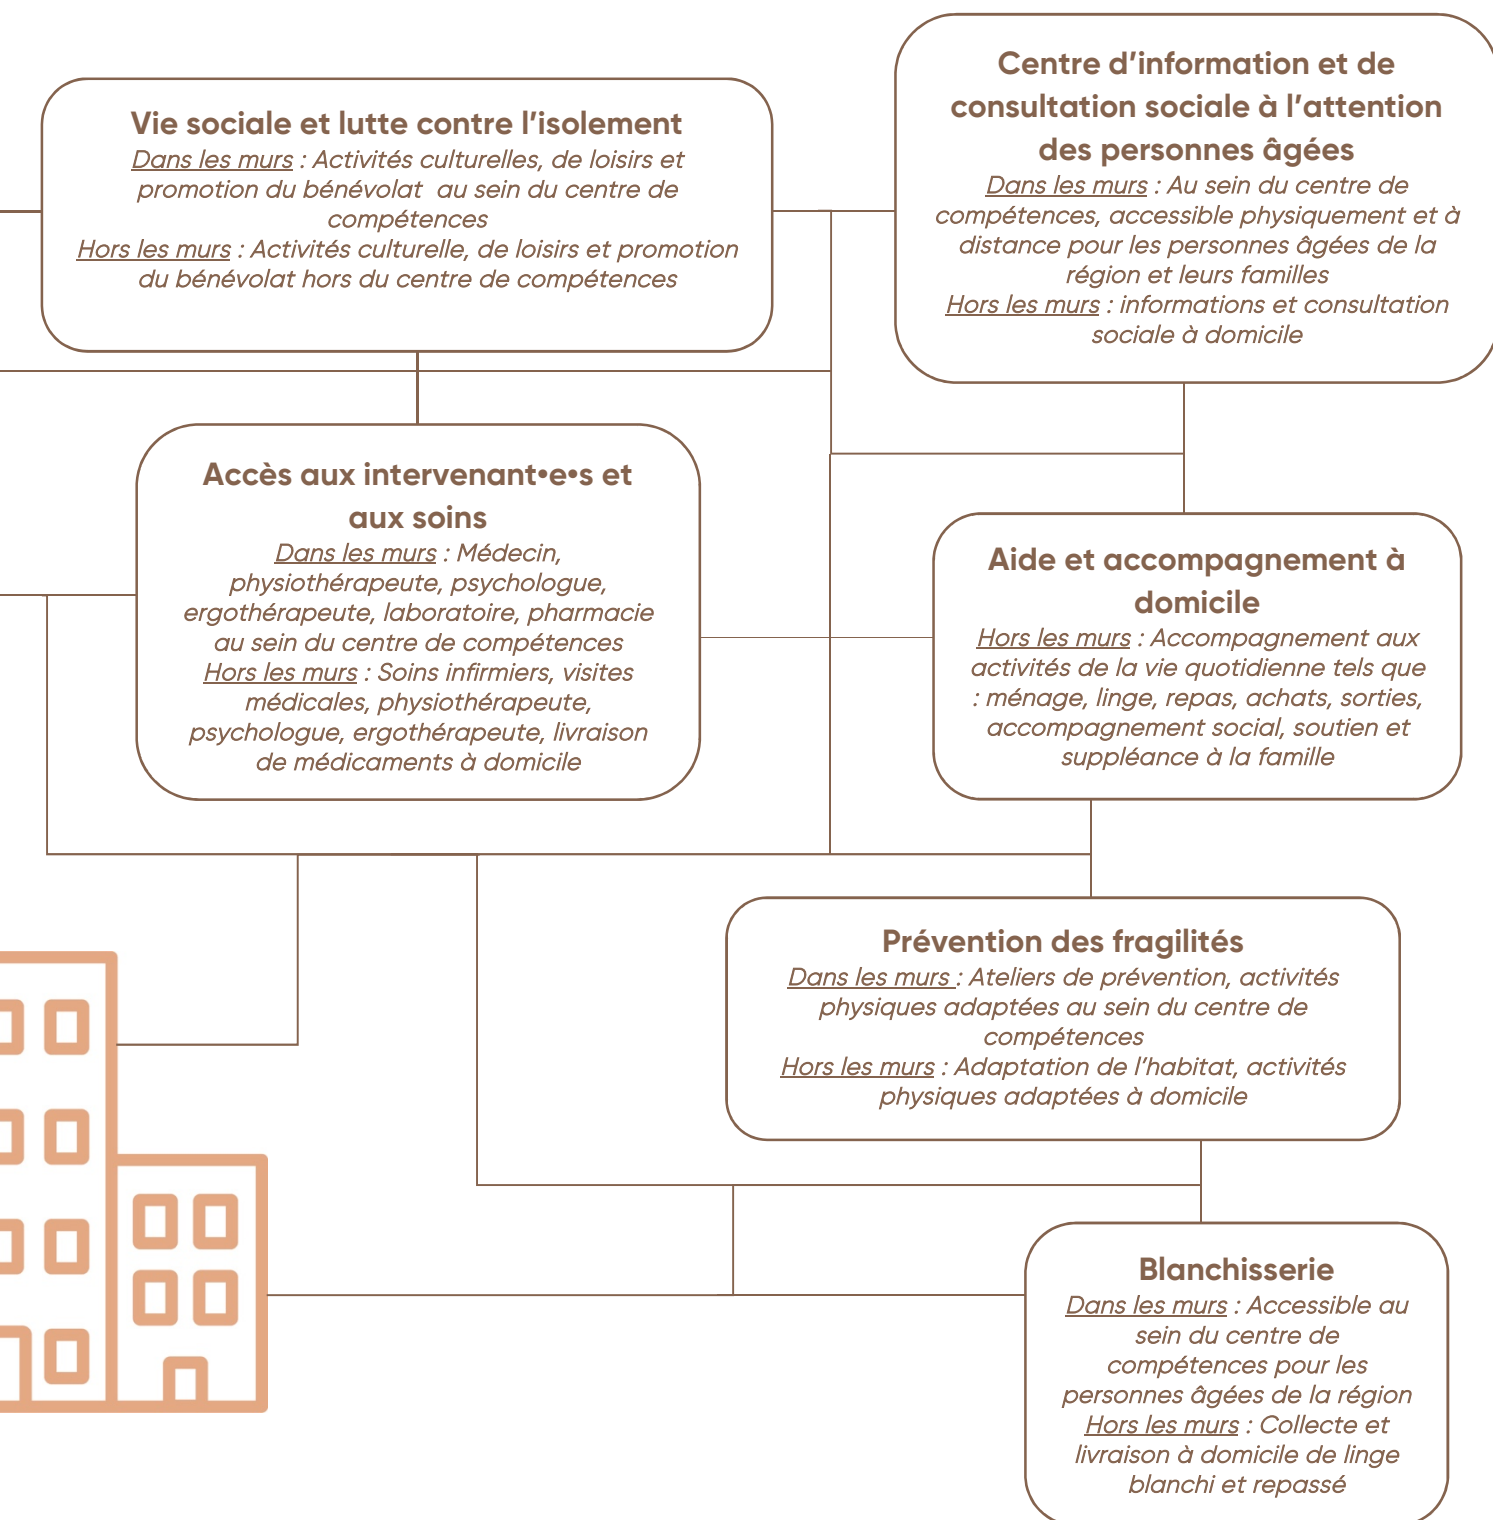 Vie sociale et lutte contre l’isolement
Dans les murs : Activités culturelles, de loisirs et
promotion du bénévolat au sein du centre de
compétences
Hors les murs : Activités culturelle, de loisirs et promotion
du bénévolat hors du centre de compétences
Centre d’information et de
consultation sociale à l’attention
des personnes âgées
Dans les murs : Au sein du centre de
compétences, accessible physiquement et à
distance pour les personnes âgées de la
région et leurs familles
Hors les murs : informations et consultation
sociale à domicile
Accès aux intervenant•e•s et
aux soins
Dans les murs : Médecin,
physiothérapeute, psychologue,
ergothérapeute, laboratoire, pharmacie
au sein du centre de compétences
Hors les murs : Soins infirmiers, visites
médicales, physiothérapeute,
psychologue, ergothérapeute, livraison
de médicaments à domicile
Aide et accompagnement à
domicile
Hors les murs : Accompagnement aux
activités de la vie quotidienne tels que
: ménage, linge, repas, achats, sorties,
accompagnement social, soutien et
suppléance à la famille
Prévention des fragilités
Dans les murs : Ateliers de prévention, activités
physiques adaptées au sein du centre de
compétences
Hors les murs : Adaptation de l’habitat, activités
physiques adaptées à domicile
Blanchisserie
Dans les murs : Accessible au
sein du centre de
compétences pour les
personnes âgées de la région
Hors les murs : Collecte et
livraison à domicile de linge
blanchi et repassé